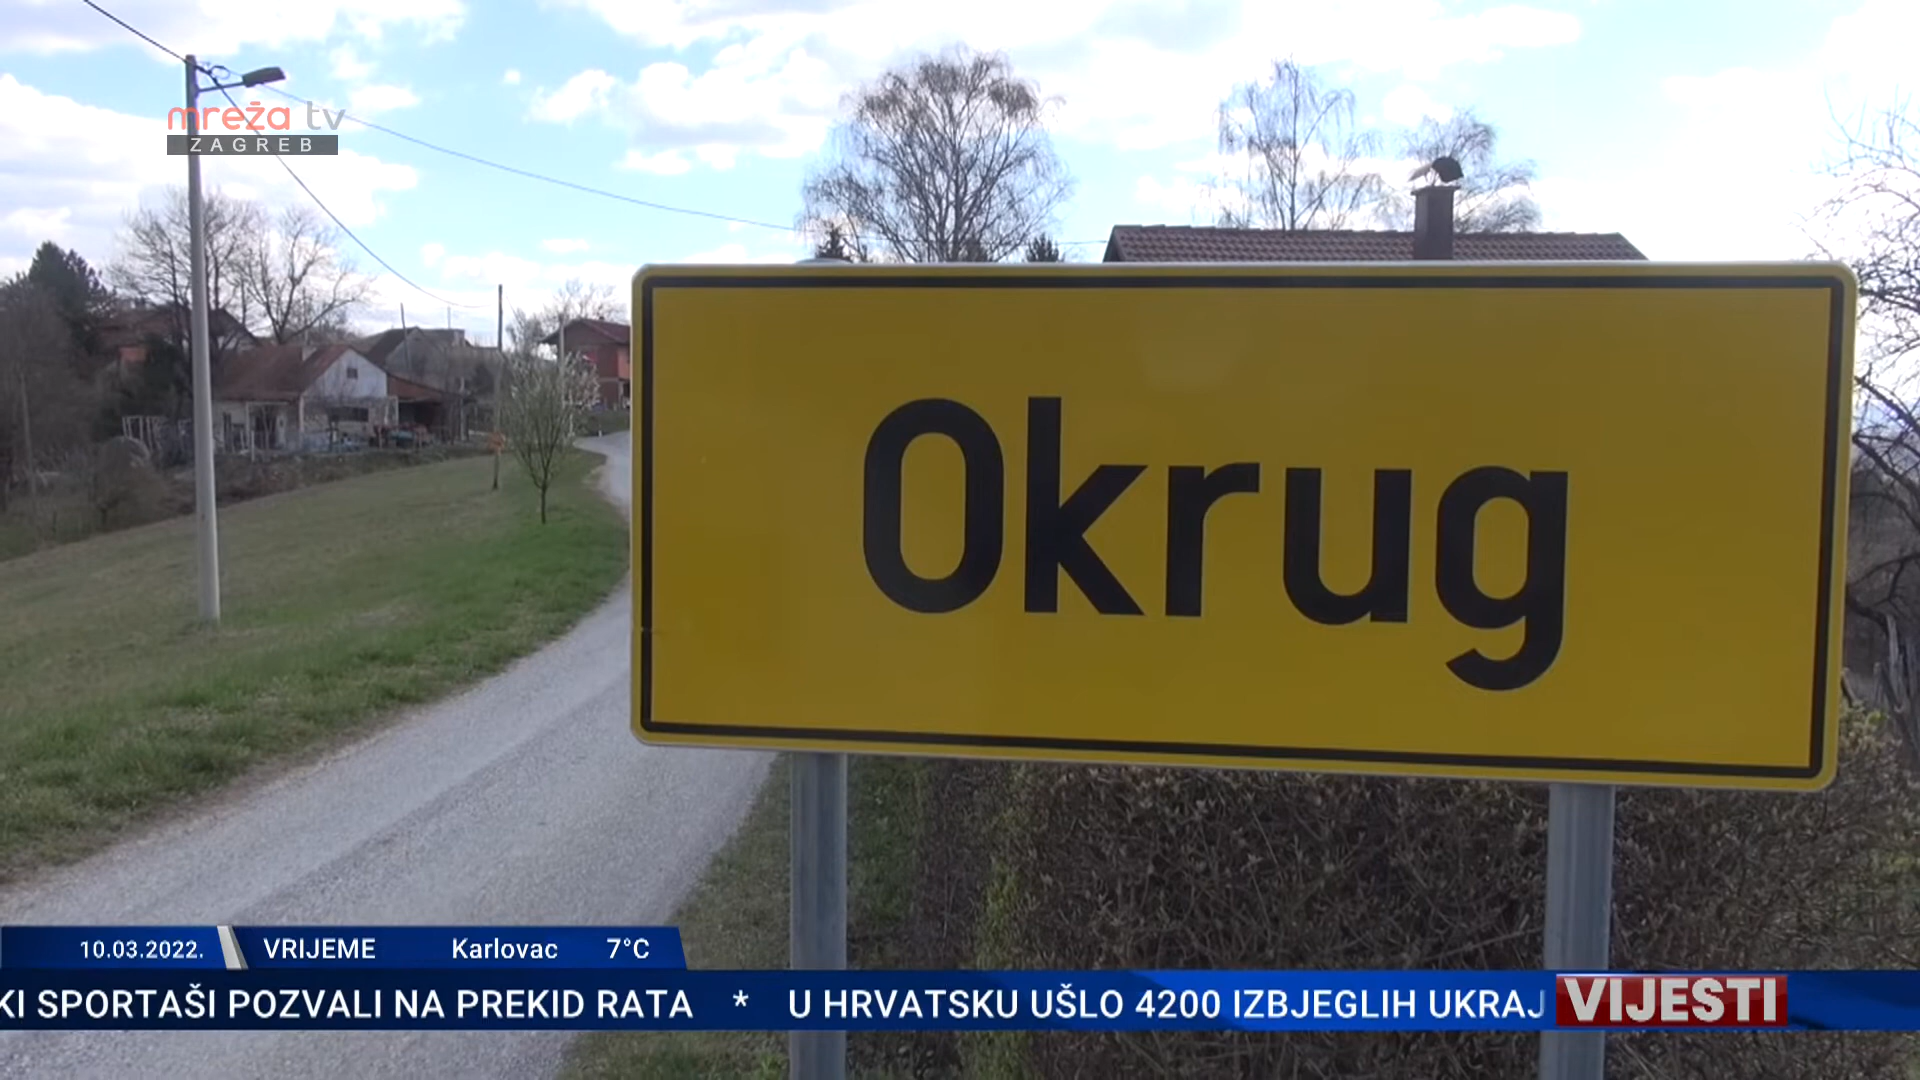 mreža tv
ZAGREB
Okrug
10.03.2022. VRIJEME Karlovac 7°C
KI SPORTAŠI POZVALI NA PREKID RATA * U HRVATSKU UŠLO 4200 IZBJEGLIH UKRAJ VIJESTI